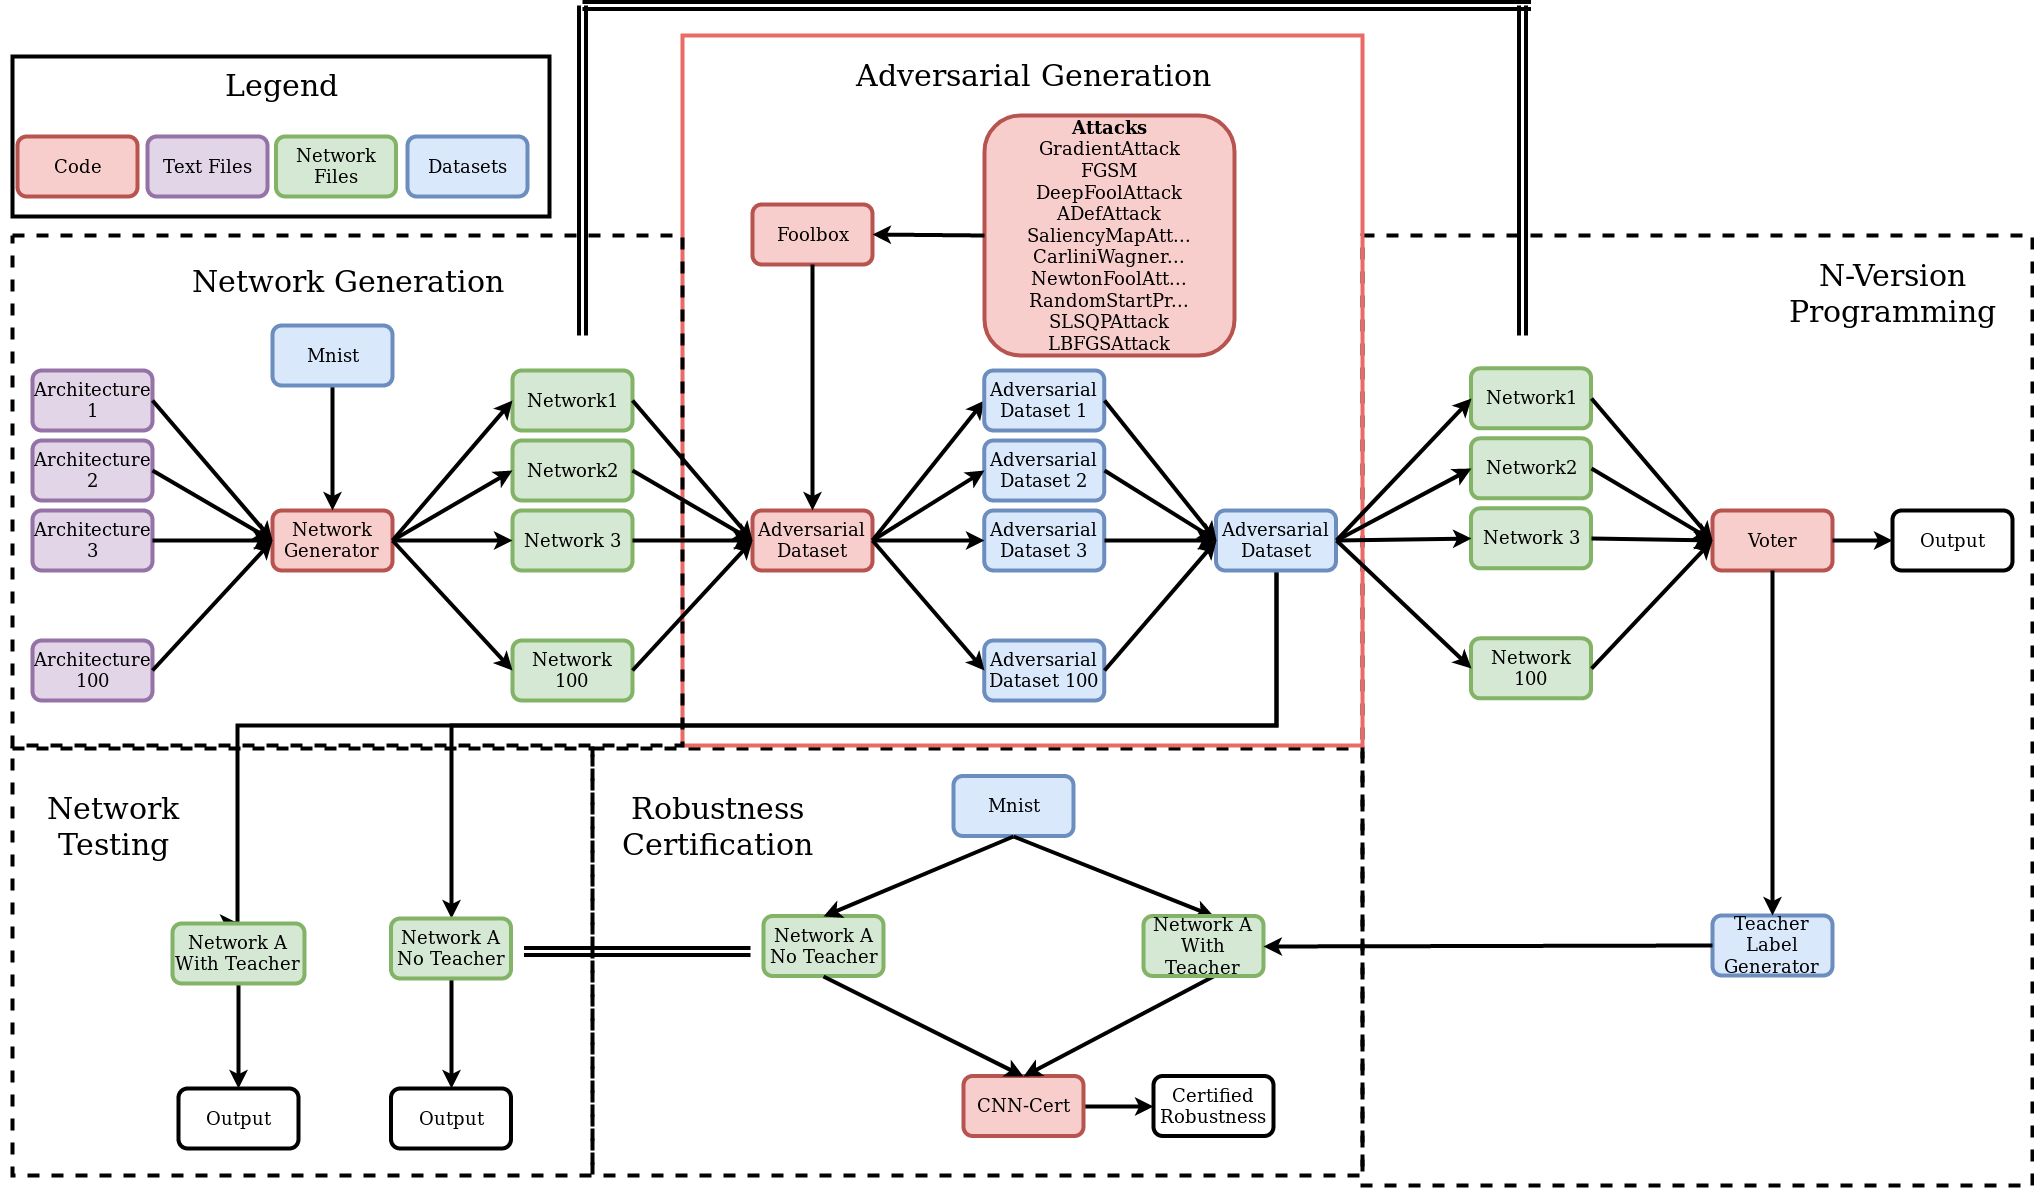 Legend
Code
Text Files
Network
Files
Datasets
Adversarial Generation
Attacks
GradientAttack
FGSM
DeepFoolAttack
ADefAttack
SaliencyMapAtt...
CarliniWagner...
NewtonFoolAtt...
RandomStartPr...
SLSQPAttack
LBFGSAttack
Foolbox
Network Generation
Mnist
Architecture
1
Architecture
2
Architecture
3
Architecture
100
Network
Generator
Network1
Network2
Network 3
Network
100
Adversarial
Dataset
Adversarial
Dataset 1
Adversarial
Dataset 2
Adversarial
Dataset 3
Adversarial
Dataset 100
Adversarial
Dataset
N-Version
Programming
Network1
Network2
Network 3
Network
100
Voter
Output
Teacher
Label
Generator
Network
Testing
Network A
With Teacher
Network A
No Teacher
Output
Output
Robustness
Certification
Mnist
Network A
No Teacher
Network A
With
Teacher
CNN-Cert
Certified
Robustness